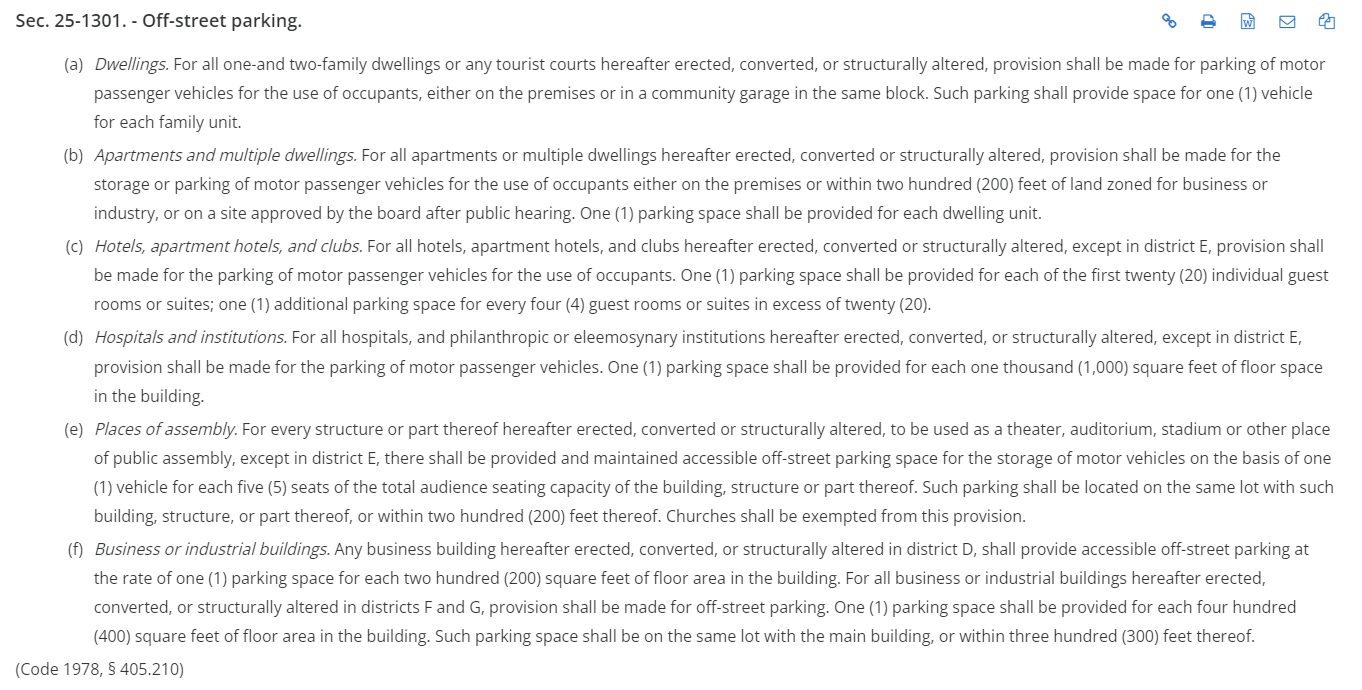 Sec. 25-1301. - Off-street parking.
(a) Dwellings. For all one-and two-family dwellings or any tourist courts hereafter erected, converted, or structurally altered, provision shall be made for parking of motor
passenger vehicles for the use of occupants, either on the premises or in a community garage in the same block. Such parking shall provide space for one (1) vehicle
for each family unit.
(b) Apartments and multiple dwellings. For all apartments or multiple dwellings hereafter erected, converted or structurally altered, provision shall be made for the
storage or parking of motor passenger vehicles for the use of occupants either on the premises or within two hundred (200) feet of land zoned for business or
industry, or on a site approved by the board after public hearing. One (1) parking space shall be provided for each dwelling unit.
(c) Hotels, apartment hotels, and clubs. For all hotels, apartment hotels, and clubs hereafter erected, converted or structurally altered, except in district E, provision shall
be made for the parking of motor passenger vehicles for the use of occupants. One (1) parking space shall be provided for each of the first twenty (20) individual guest
rooms or suites; one (1) additional parking space for every four (4) guest rooms or suites in excess of twenty (20).
(d) Hospitals and institutions. For all hospitals, and philanthropic or eleemosynary institutions hereafter erected, converted, or structurally altered, except in district E,
provision shall be made for the parking of motor passenger vehicles. One (1) parking space shall be provided for each one thousand (1,000) square feet of floor space
in the building.
(e) Places of assembly. For every structure or part thereof hereafter erected, converted or structurally altered, to be used as a theater, auditorium, stadium or other place
of public assembly, except in district E, there shall be provided and maintained accessible off-street parking space for the storage of motor vehicles on the basis of one
(1) vehicle for each five (5) seats of the total audience seating capacity of the building, structure or part thereof. Such parking shall be located on the same lot with such
building, structure, or part thereof, or within two hundred (200) feet thereof. Churches shall be exempted from this provision.
(f) Business or industrial buildings. Any business building hereafter erected, converted, or structurally altered in district D, shall provide accessible off-street parking at
the rate of one (1) parking space for each two hundred (200) square feet of floor area in the building. For all business or industrial buildings hereafter erected,
converted, or structurally altered in districts F and G, provision shall be made for off-street parking. One (1) parking space shall be provided for each four hundred
(400) square feet of floor area in the building. Such parking space shall be on the same lot with the main building, or within three hundred (300) feet thereof.
(Code 1978, § 405.210)